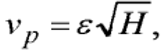 v_p = ε√H,